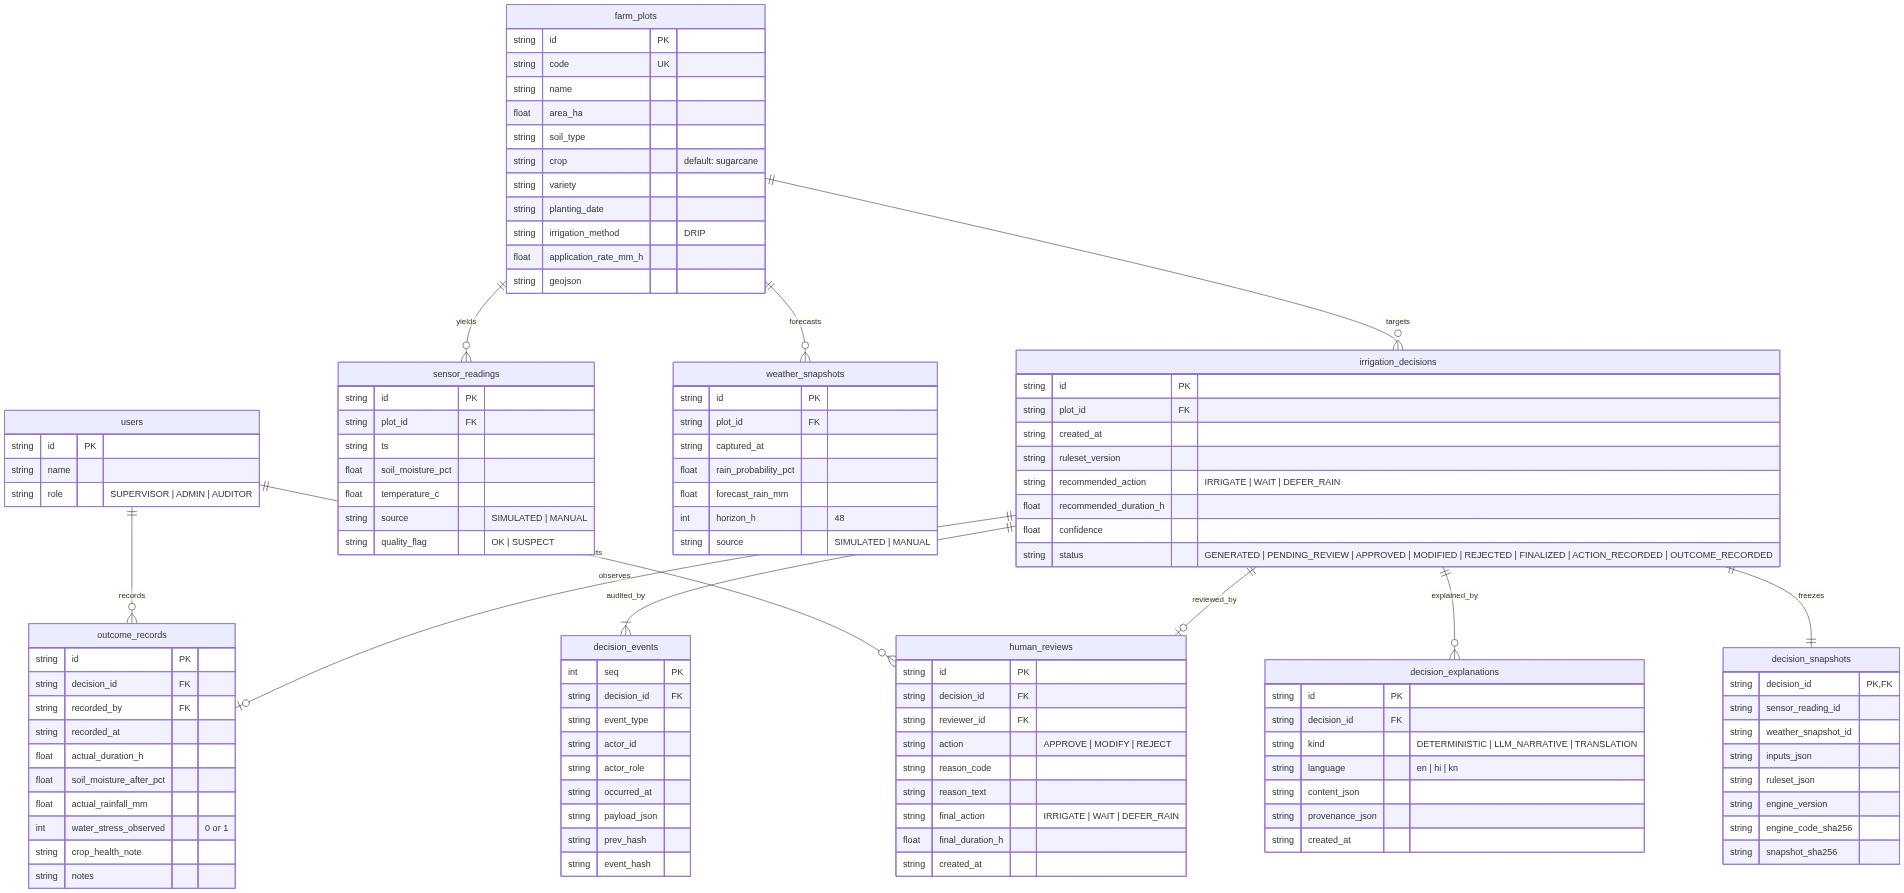 farm_plots
string id PK
string code UK
string name
float area_ha
string soil_type
string crop default: sugarcane
string variety
string planting_date
string irrigation_method DRIP
float application_rate_mm_h
string geojson
yields
forecasts
targets
sensor_readings
string id PK
string plot_id FK
string ts
float soil_moisture_pct
float temperature_c
string source SIMULATED | MANUAL
string quality_flag OK | SUSPECT
weather_snapshots
string id PK
string plot_id FK
string captured_at
float rain_probability_pct
float forecast_rain_mm
int horizon_h 48
string source SIMULATED | MANUAL
irrigation_decisions
string id PK
string plot_id FK
string created_at
string ruleset_version
string recommended_action IRRIGATE | WAIT | DEFER_RAIN
float recommended_duration_h
float confidence
string status GENERATED | PENDING_REVIEW | APPROVED | MODIFIED | REJECTED | FINALIZED | ACTION_RECORDED | OUTCOME_RECORDED
users
string id PK
string name
string role SUPERVISOR | ADMIN | AUDITOR
records
observes
audited_by
reviewed_by
explained_by
freezes
outcome_records
string id PK
string decision_id FK
string recorded_by FK
string recorded_at
float actual_duration_h
float soil_moisture_after_pct
float actual_rainfall_mm
int water_stress_observed 0 or 1
string crop_health_note
string notes
decision_events
int seq PK
string decision_id FK
string event_type
string actor_id
string actor_role
string occurred_at
string payload_json
string prev_hash
string event_hash
human_reviews
string id PK
string decision_id FK
string reviewer_id FK
string action APPROVE | MODIFY | REJECT
string reason_code
string reason_text
string final_action IRRIGATE | WAIT | DEFER_RAIN
float final_duration_h
string created_at
decision_explanations
string id PK
string decision_id FK
string kind DETERMINISTIC | LLM_NARRATIVE | TRANSLATION
string language en | hi | kn
string content_json
string provenance_json
string created_at
decision_snapshots
string decision_id PK,FK
string sensor_reading_id
string weather_snapshot_id
string inputs_json
string ruleset_json
string engine_version
string engine_code_sha256
string snapshot_sha256